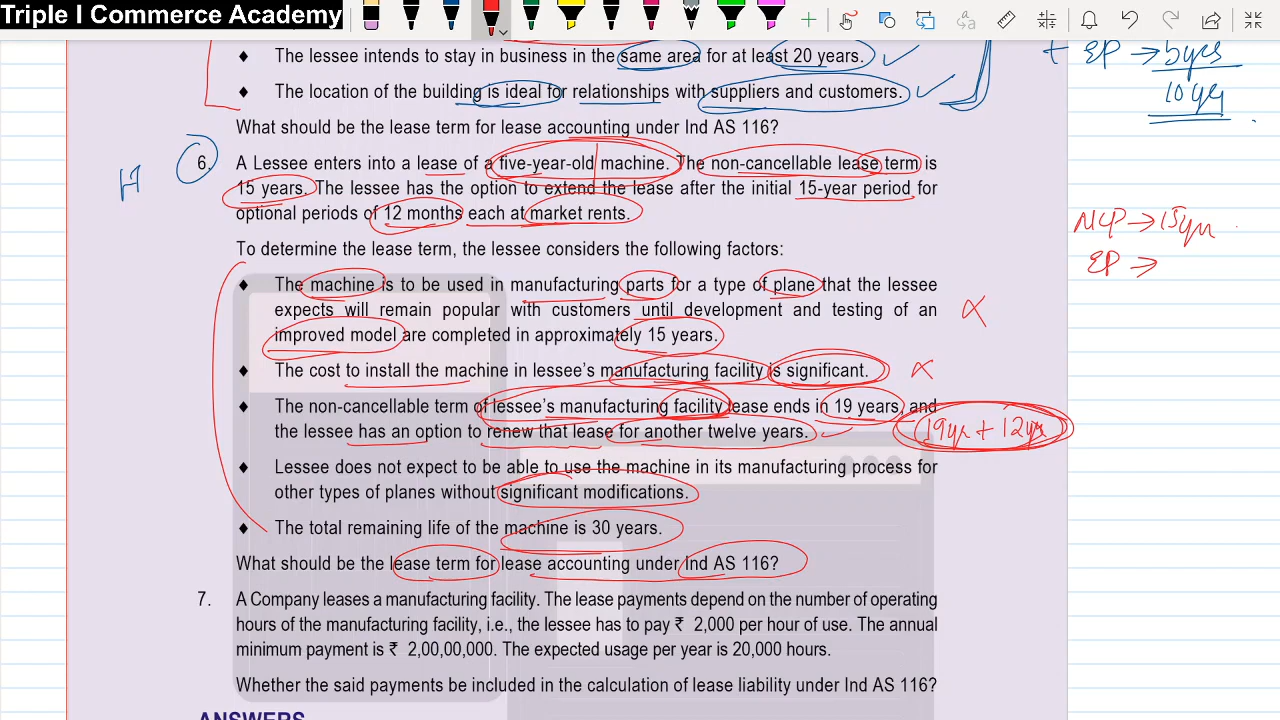 Triple I Commerce Academy
♦ The lessee intends to stay in business in the same area for at least 20 years.
+ EP → 5yrs
♦ The location of the building is ideal for relationships with suppliers and customers.
10 yrs
What should be the lease term for lease accounting under Ind AS 116?
H
6. A Lessee enters into a lease of a five-year-old machine. The non-cancellable lease term is
15 years. The lessee has the option to extend the lease after the initial 15-year period for
optional periods of 12 months each at market rents.
NCP → 15yrs
EP →
To determine the lease term, the lessee considers the following factors:
♦ The machine is to be used in manufacturing parts for a type of plane that the lessee
expects will remain popular with customers until development and testing of an
improved model are completed in approximately 15 years.
♦ The cost to install the machine in lessee's manufacturing facility is significant.
♦ The non-cancellable term of lessee's manufacturing facility lease ends in 19 years, and
the lessee has an option to renew that lease for another twelve years.
19yr + 12yr
♦ Lessee does not expect to be able to use the machine in its manufacturing process for
other types of planes without significant modifications.
♦ The total remaining life of the machine is 30 years.
What should be the lease term for lease accounting under Ind AS 116?
7. A Company leases a manufacturing facility. The lease payments depend on the number of operating
hours of the manufacturing facility, i.e., the lessee has to pay ₹ 2,000 per hour of use. The annual
minimum payment is ₹ 2,00,00,000. The expected usage per year is 20,000 hours.
Whether the said payments be included in the calculation of lease liability under Ind AS 116?
ANSWERS